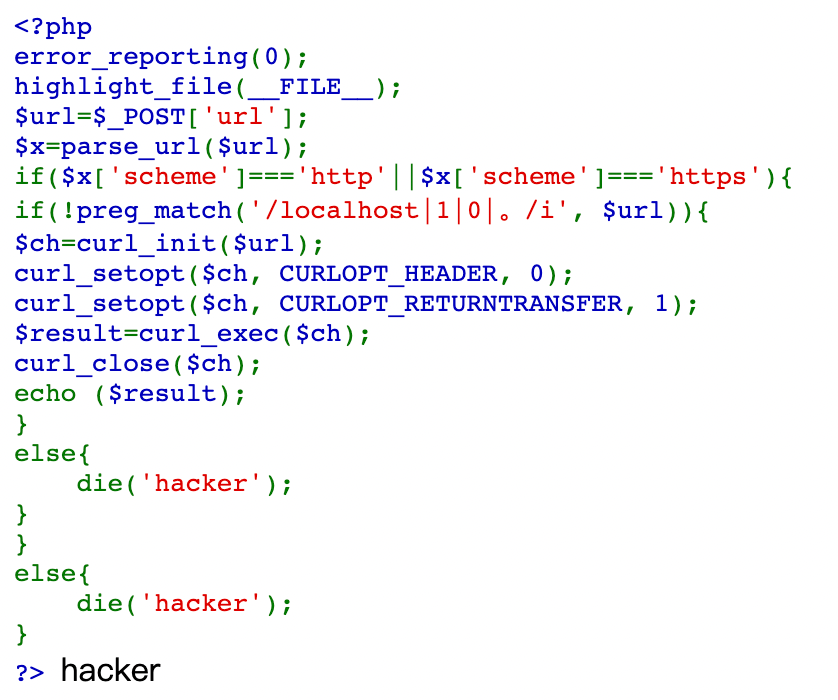 <?php
error_reporting(0);
highlight_file(__FILE__);
$url=$_POST['url'];
$x=parse_url($url);
if($x['scheme']==='http'||$x['scheme']==='https'){
if(!preg_match('/localhost|1|0|。/i', $url)){
$ch=curl_init($url);
curl_setopt($ch, CURLOPT_HEADER, 0);
curl_setopt($ch, CURLOPT_RETURNTRANSFER, 1);
$result=curl_exec($ch);
curl_close($ch);
echo ($result);
}
else{
    die('hacker');
}
}
else{
    die('hacker');
}
?> hacker